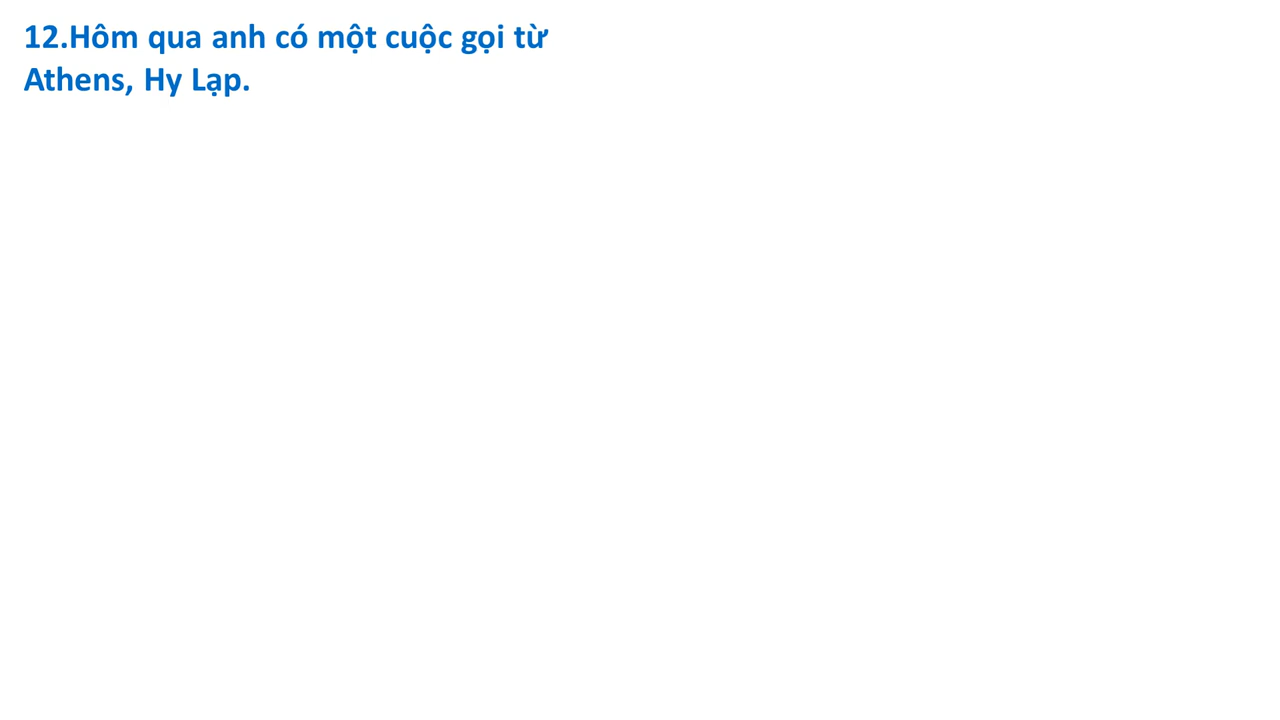 12.Hôm qua anh có một cuộc gọi từ
Athens, Hy Lạp.